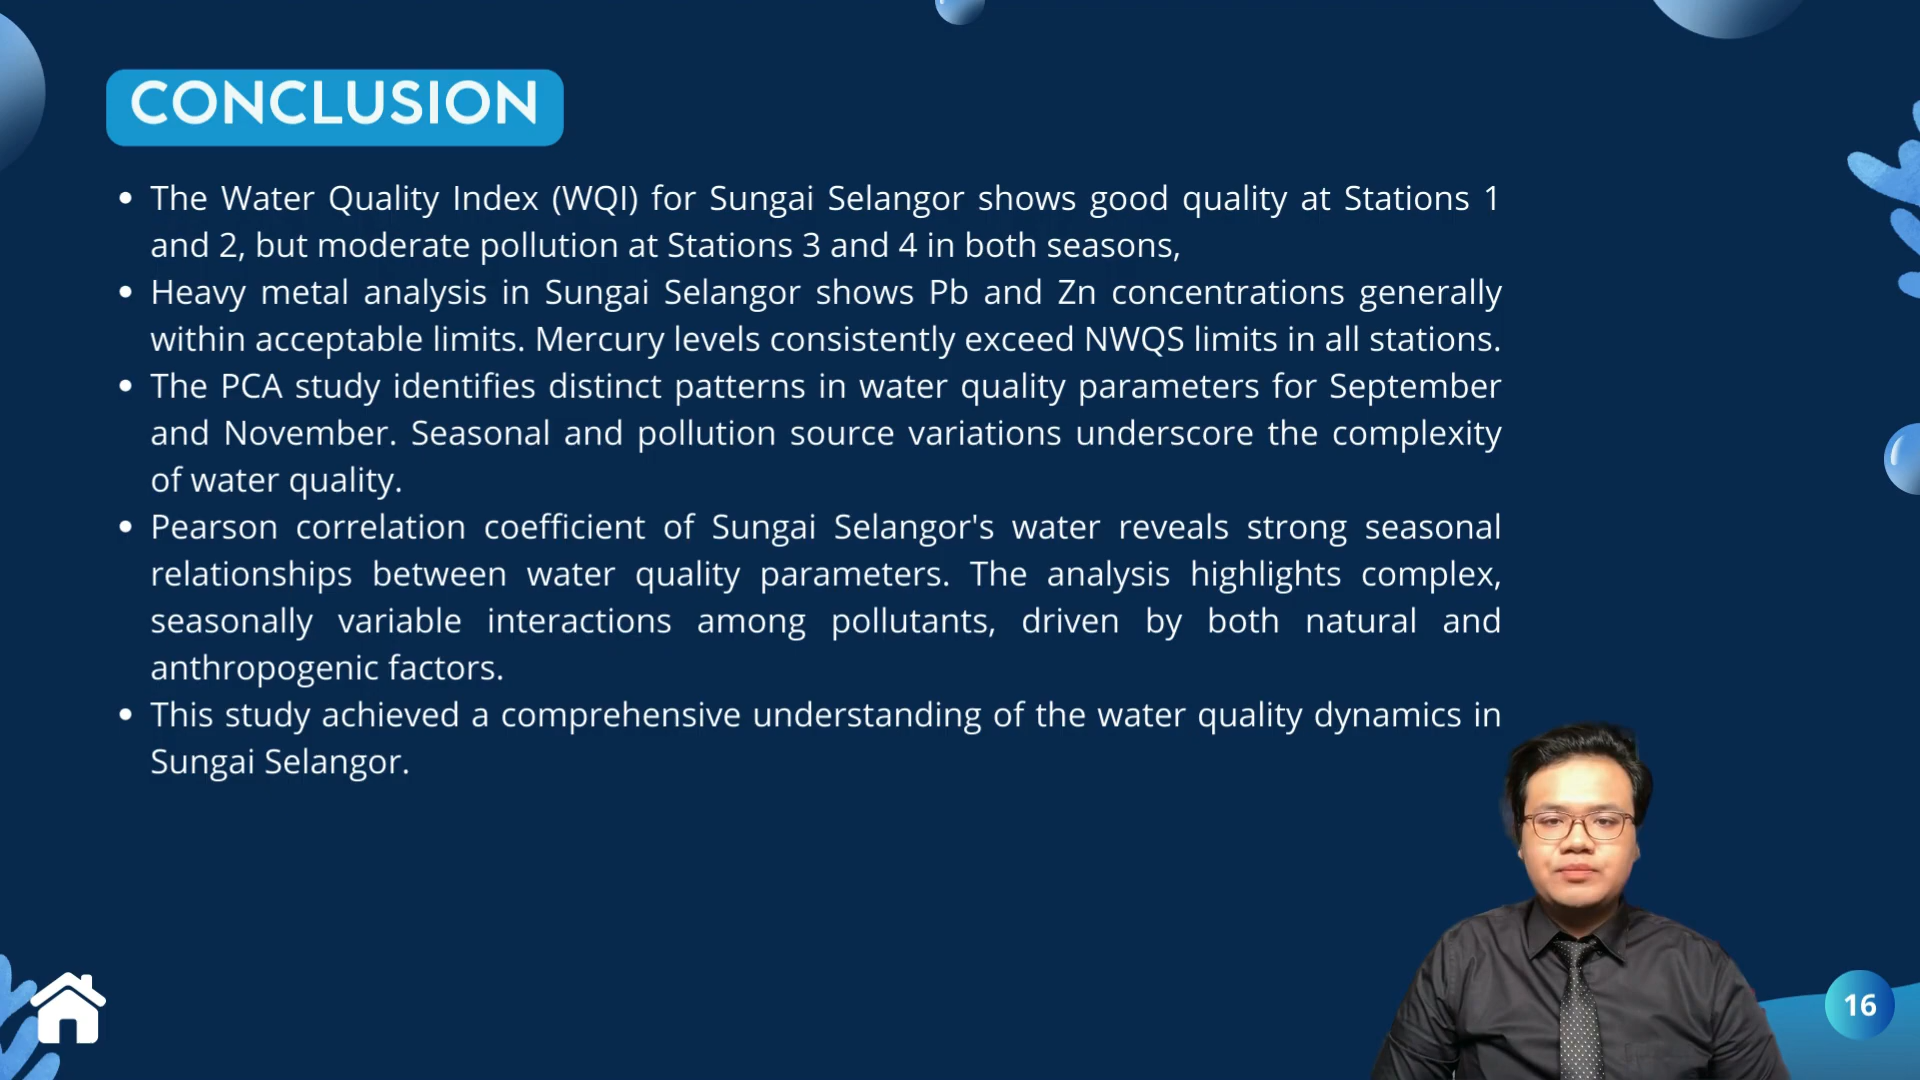 CONCLUSION
• The Water Quality Index (WQI) for Sungai Selangor shows good quality at Stations 1
and 2, but moderate pollution at Stations 3 and 4 in both seasons,
• Heavy metal analysis in Sungai Selangor shows Pb and Zn concentrations generally
within acceptable limits. Mercury levels consistently exceed NWQS limits in all stations.
• The PCA study identifies distinct patterns in water quality parameters for September
and November. Seasonal and pollution source variations underscore the complexity
of water quality.
• Pearson correlation coefficient of Sungai Selangor's water reveals strong seasonal
relationships between water quality parameters. The analysis highlights complex,
seasonally variable interactions among pollutants, driven by both natural and
anthropogenic factors.
• This study achieved a comprehensive understanding of the water quality dynamics in
Sungai Selangor.
16